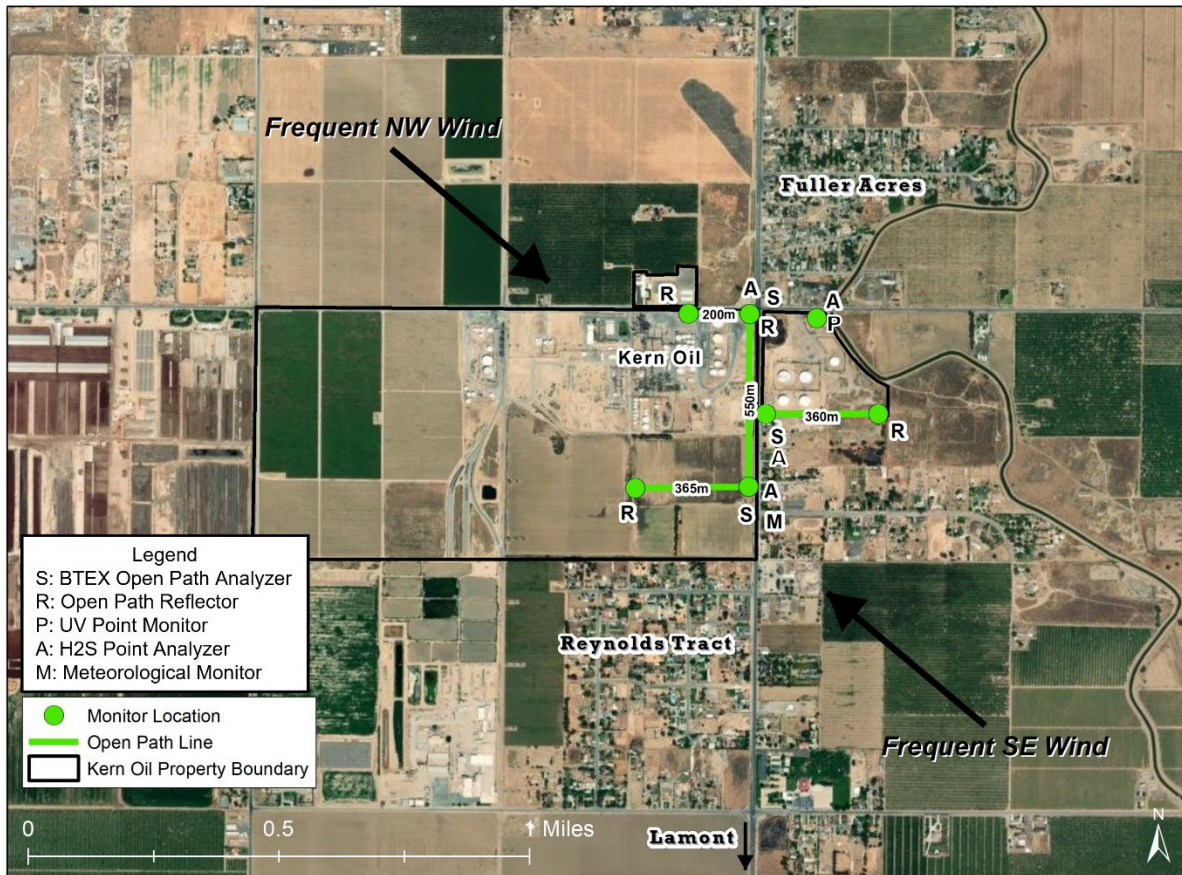 Frequent NW Wind
Fuller Acres
R
A
S
A
200m
R
P
Kern Oil
550m
360m
S
R
A
365m
A
R
S
M
Legend
S: BTEX Open Path Analyzer
R: Open Path Reflector
P: UV Point Monitor
A: H2S Point Analyzer
M: Meteorological Monitor
Monitor Location
Open Path Line
Kern Oil Property Boundary
Reynolds Tract
Frequent SE Wind
0
0.5
1 Miles
Lamont
N